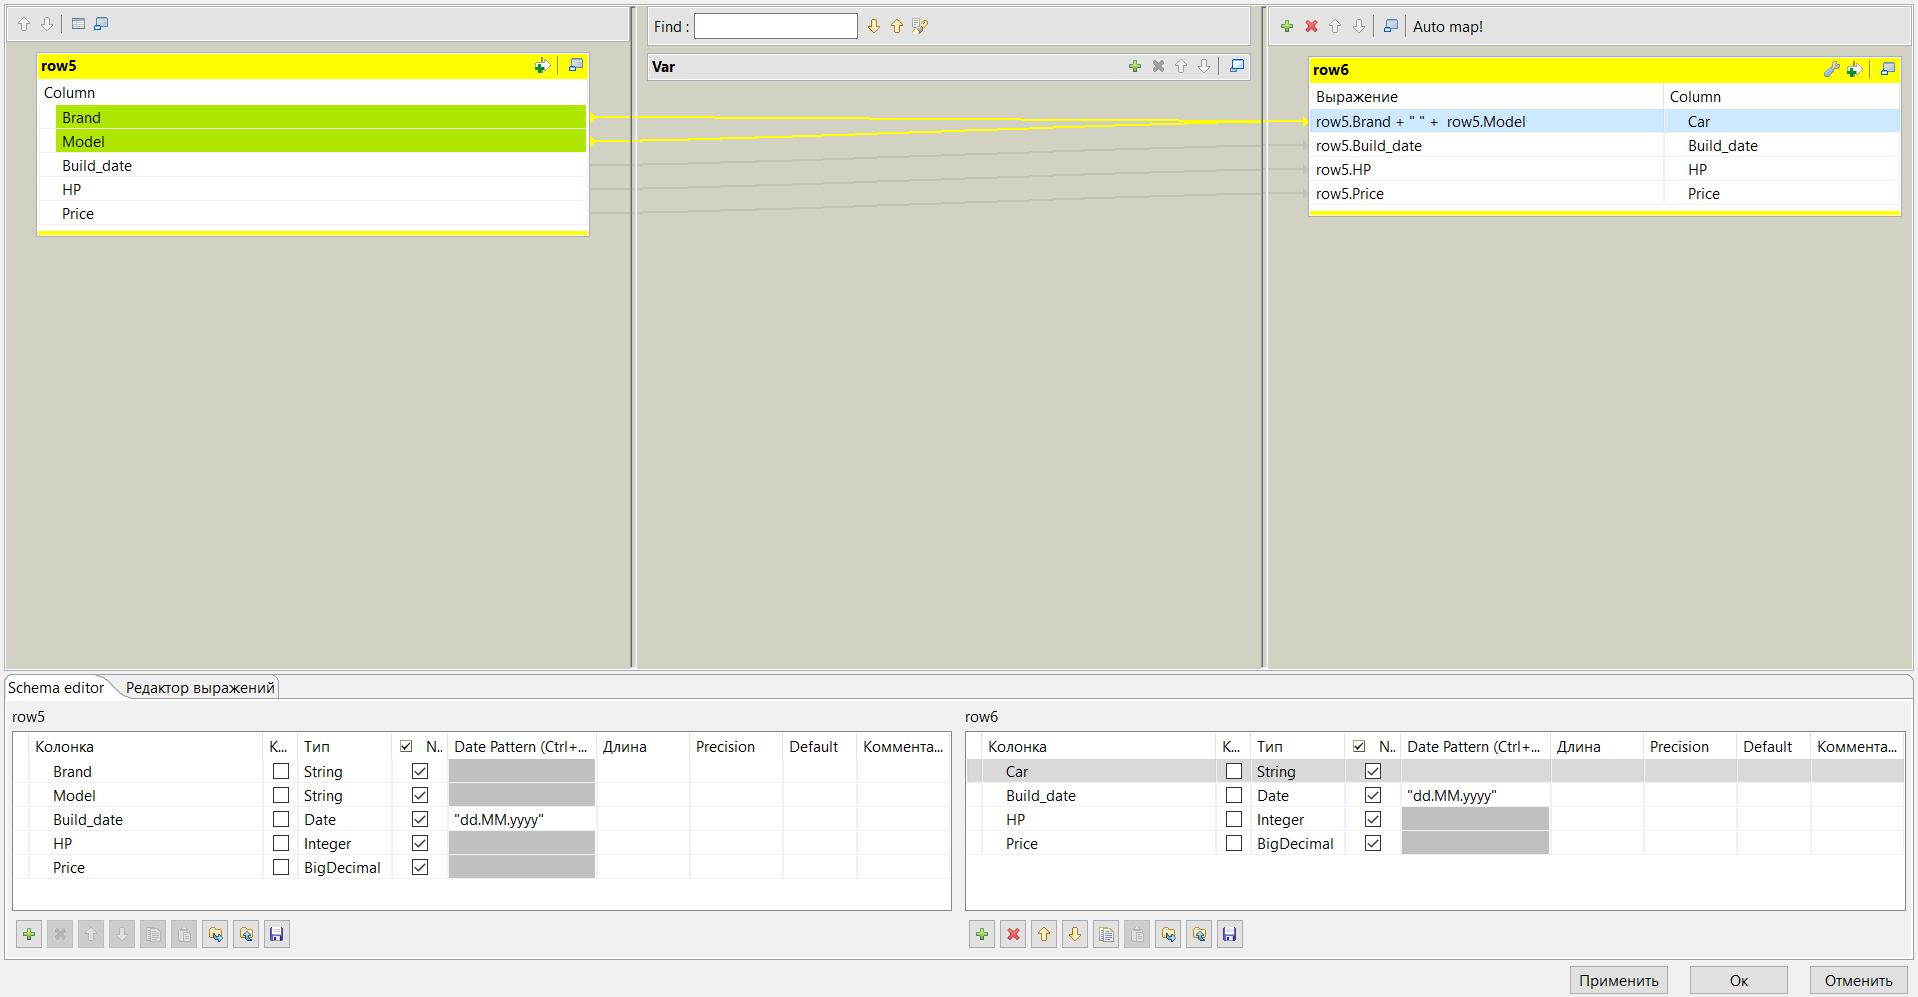 row5
Column
Brand
Model
Build_date
HP
Price
Find :
Var
Auto map!
row6
Выражение Column
row5.Brand + " " +  row5.Model Car
row5.Build_date Build_date
row5.HP HP
row5.Price Price
Schema editor Редактор выражений
row5
Колонка К... Тип N.. Date Pattern (Ctrl+... Длина Precision Default Коммента...
Brand String
Model String
Build_date Date "dd.MM.yyyy"
HP Integer
Price BigDecimal
row6
Колонка К... Тип N.. Date Pattern (Ctrl+... Длина Precision Default Коммента...
Car String
Build_date Date "dd.MM.yyyy"
HP Integer
Price BigDecimal
Применить Ок Отменить